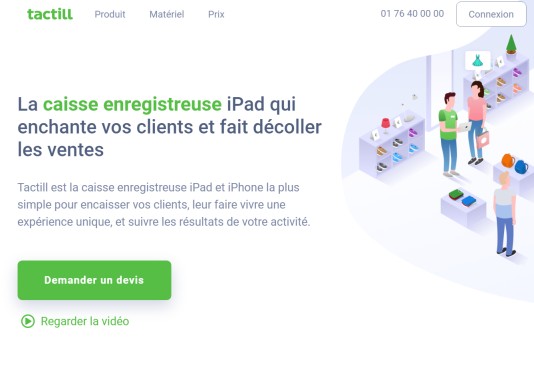 tactill
Produit
Matériel
Prix
01 76 40 00 00
Connexion
La caisse enregistreuse iPad qui
enchante vos clients et fait décoller
les ventes
Tactill est la caisse enregistreuse iPad et iPhone la plus
simple pour encaisser vos clients, leur faire vivre une
expérience unique, et suivre les résultats de votre activité.
Demander un devis
Regarder la vidéo